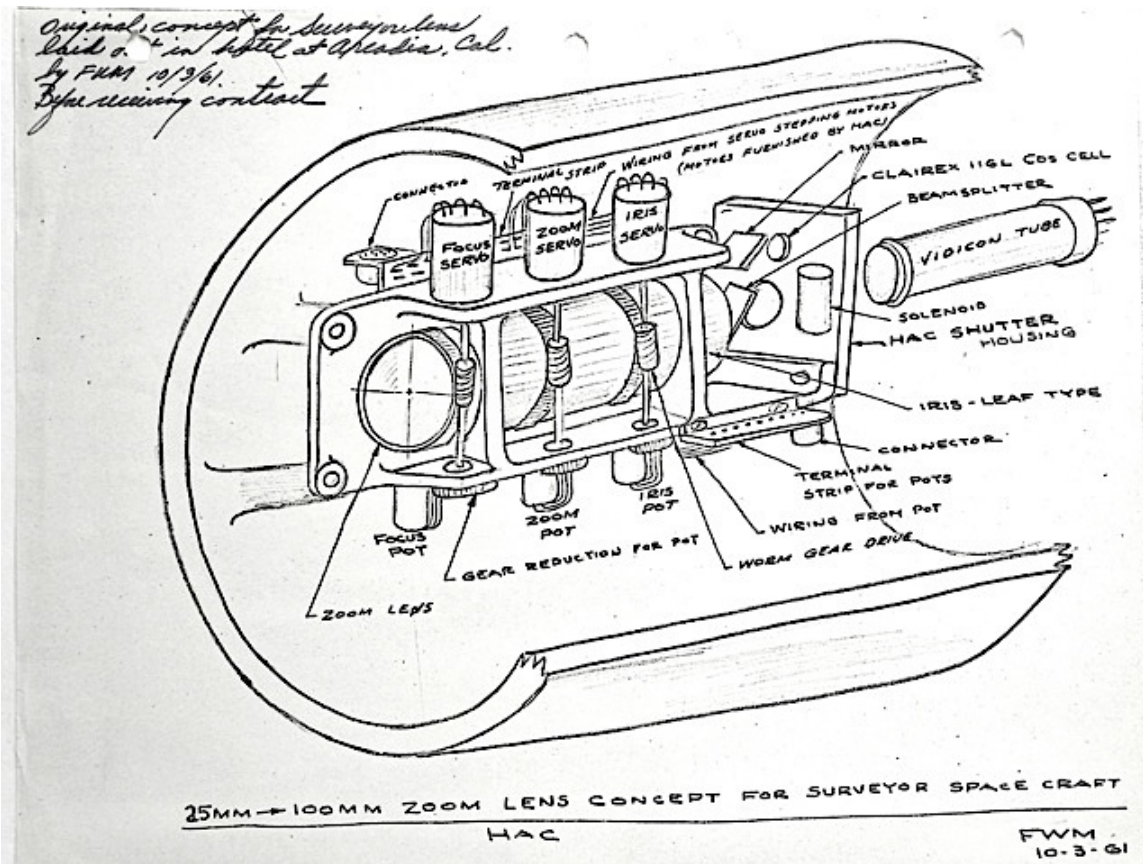 Original concept for Surveyor lens
laid out in hotel at Arcadia, Cal.
by FWM 10/3/61.
Before receiving contract
CONNECTOR
TERMINAL STRIP
WIRING FROM SERVO STEPPING MOTORS
(MOTORS FURNISHED BY HAC)
MIRROR
CLAIREX 11GL CDS CELL
BEAMSPLITTER
FOCUS
SERVO
ZOOM
SERVO
IRIS
SERVO
VIDICON TUBE
SOLENOID
HAC SHUTTER
HOUSING
IRIS-LEAF TYPE
CONNECTOR
TERMINAL
STRIP FOR POTS
WIRING FROM POT
WORM GEAR DRIVE
IRIS
POT
ZOOM
POT
FOCUS
POT
GEAR REDUCTION FOR POT
ZOOM LENS
25MM→100MM ZOOM LENS CONCEPT FOR SURVEYOR SPACE CRAFT
HAC
FWM
10-3-61